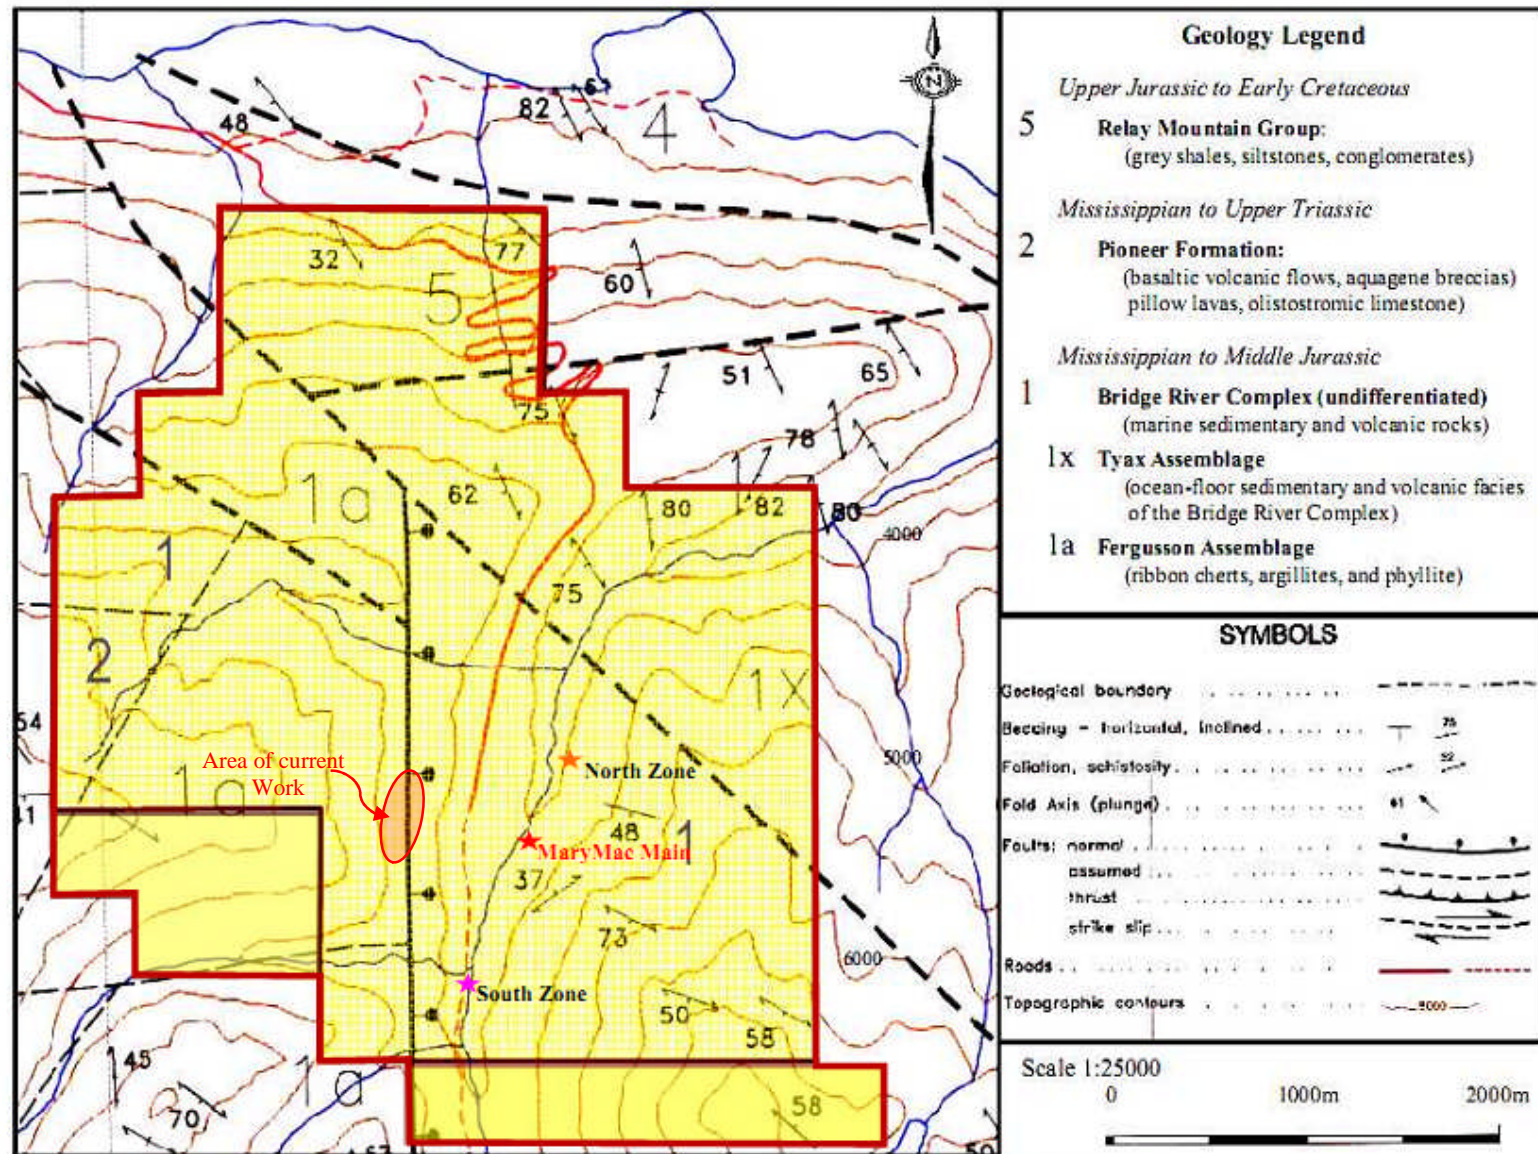 Geology Legend
Upper Jurassic to Early Cretaceous
5 Relay Mountain Group:
(grey shales, siltstones, conglomerates)
Mississippian to Upper Triassic
2 Pioneer Formation:
(basaltic volcanic flows, aquagene breccias)
pillow lavas, olistostromic limestone)
Mississippian to Middle Jurassic
1 Bridge River Complex (undifferentiated)
(marine sedimentary and volcanic rocks)
1x Tyax Assemblage
(ocean-floor sedimentary and volcanic facies
of the Bridge River Complex)
1a Fergusson Assemblage
(ribbon cherts, argillites, and phyllite)
SYMBOLS
Geological boundary
Bedding - horizontal, inclined 75
Foliation, schistosity 52
Fold Axis (plunge) 61
Faults: normal
assumed
thrust
strike slip
Roads
Topographic contours 5000
Scale 1:25000
0 1000m 2000m
N
48
82
4
32
77
60
5
51
65
75
78
1a
62
80
82
80
4000
1
75
2
1x
54
5000
Area of current
Work
North Zone
1a
41
48
1
MaryMac Main
37
73
6000
South Zone
50
58
45
1a
70
58